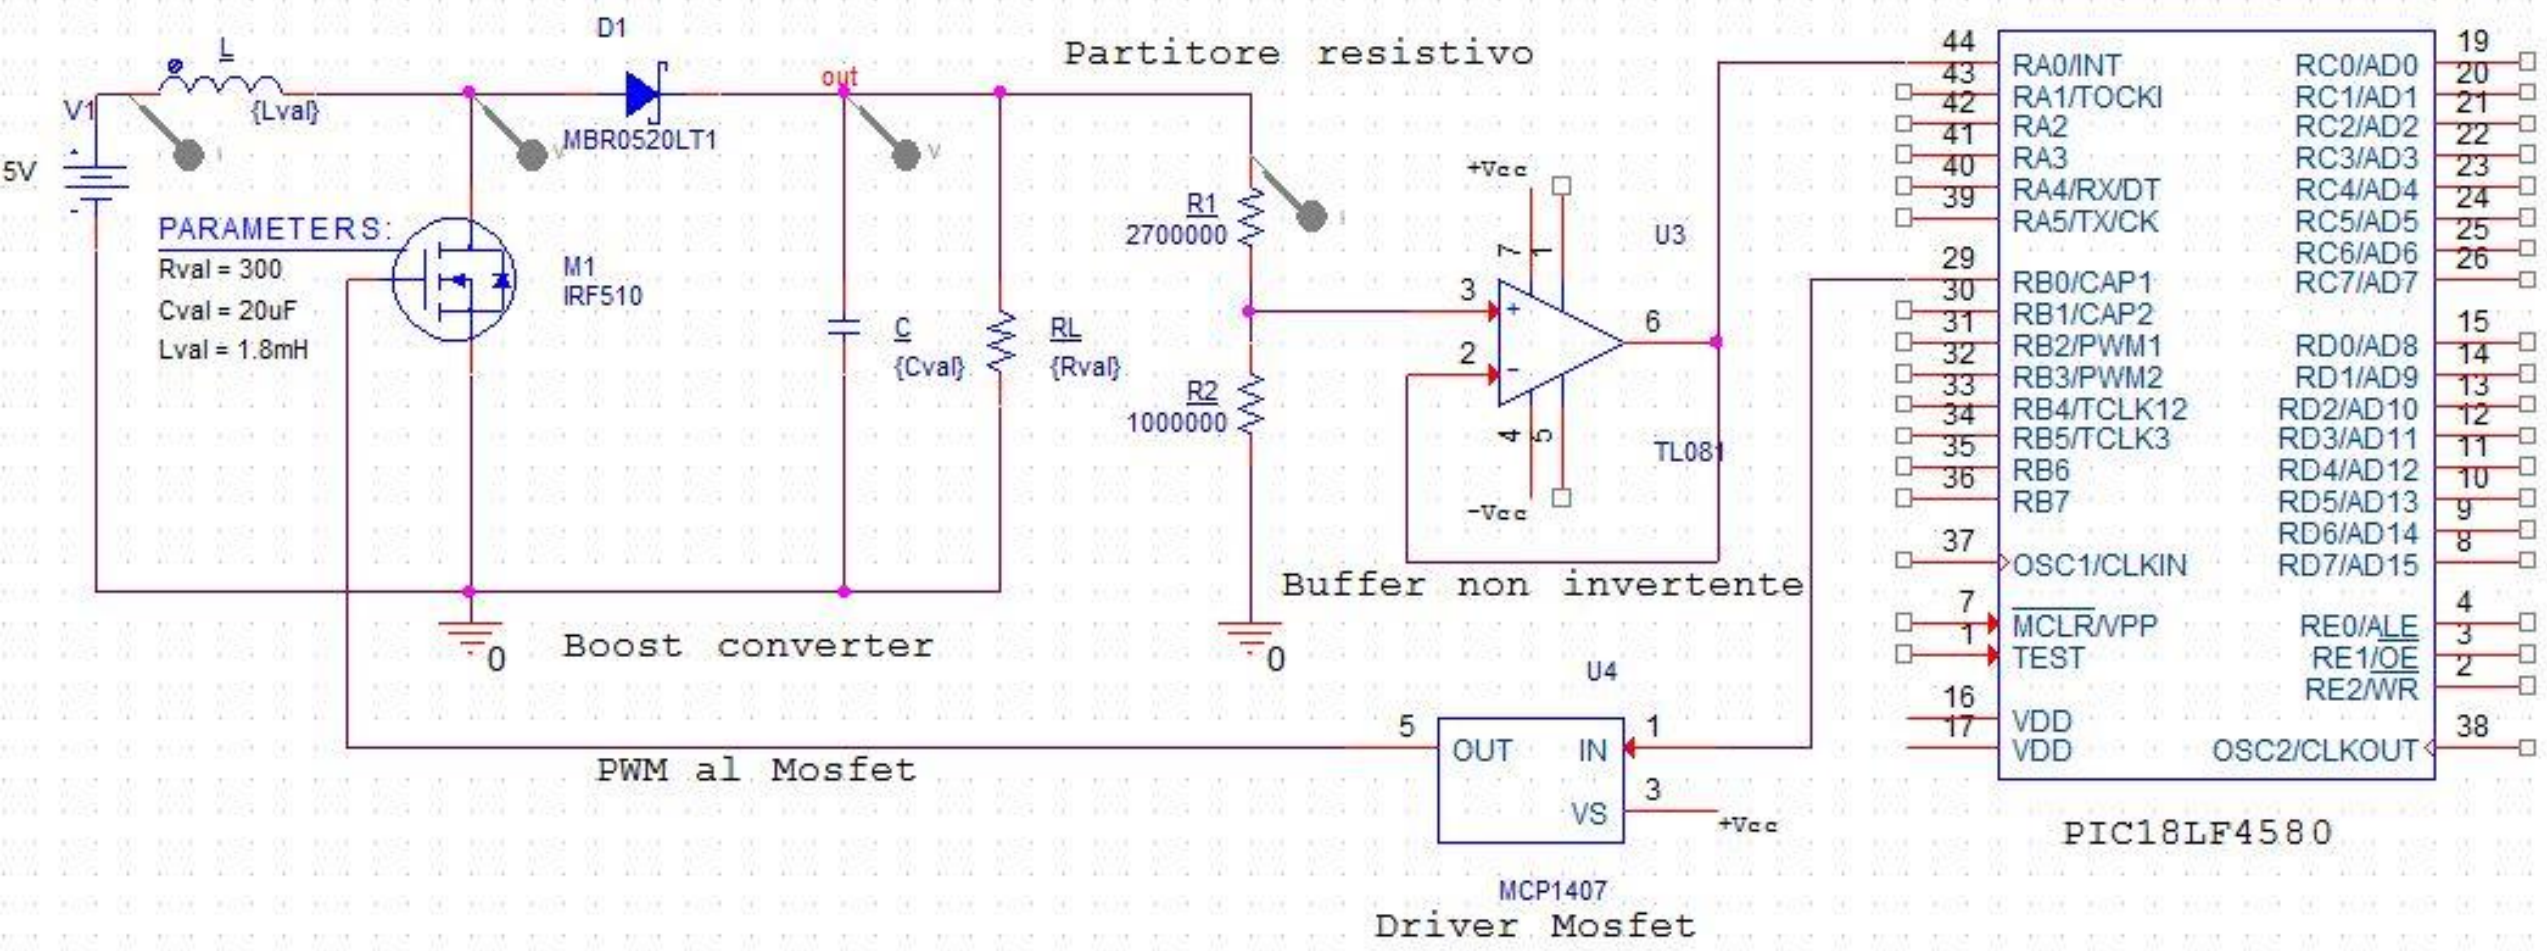 D1
Partitore resistivo
L
{Lval}
V1
5V
out
MBR0520LT1
PARAMETERS:
Rval = 300
Cval = 20uF
Lval = 1.8mH
M1
IRF510
C
{Cval}
RL
{Rval}
R1
2700000
R2
1000000
+Vcc
7
1
U3
3
+
2
-
6
4
5
TL081
-Vcc
Buffer non invertente
0
0
Boost converter
PWM al Mosfet
U4
5
OUT
IN
1
VS
3
+Vcc
MCP1407
Driver Mosfet
44 RA0/INT
43 RA1/TOCKI
42 RA2
41 RA3
40 RA4/RX/DT
39 RA5/TX/CK
29 RB0/CAP1
30 RB1/CAP2
31 RB2/PWM1
32 RB3/PWM2
33 RB4/TCLK12
34 RB5/TCLK3
35 RB6
36 RB7
37 OSC1/CLKIN
7 MCLR/VPP
1 TEST
16 VDD
17 VDD
RC0/AD0 19
RC1/AD1 20
RC2/AD2 21
RC3/AD3 22
RC4/AD4 23
RC5/AD5 24
RC6/AD6 25
RC7/AD7 26
RD0/AD8 15
RD1/AD9 14
RD2/AD10 13
RD3/AD11 12
RD4/AD12 11
RD5/AD13 10
RD6/AD14 9
RD7/AD15 8
RE0/ALE 4
RE1/OE 3
RE2/WR 2
OSC2/CLKOUT 38
PIC18LF4580